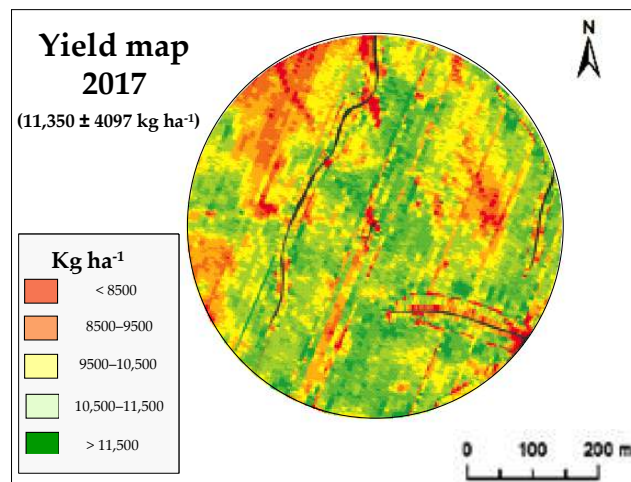 Yield map
2017
(11,350 ± 4097 kg ha⁻¹)
N
Kg ha⁻¹
< 8500
8500–9500
9500–10,500
10,500–11,500
> 11,500
0 100 200 m